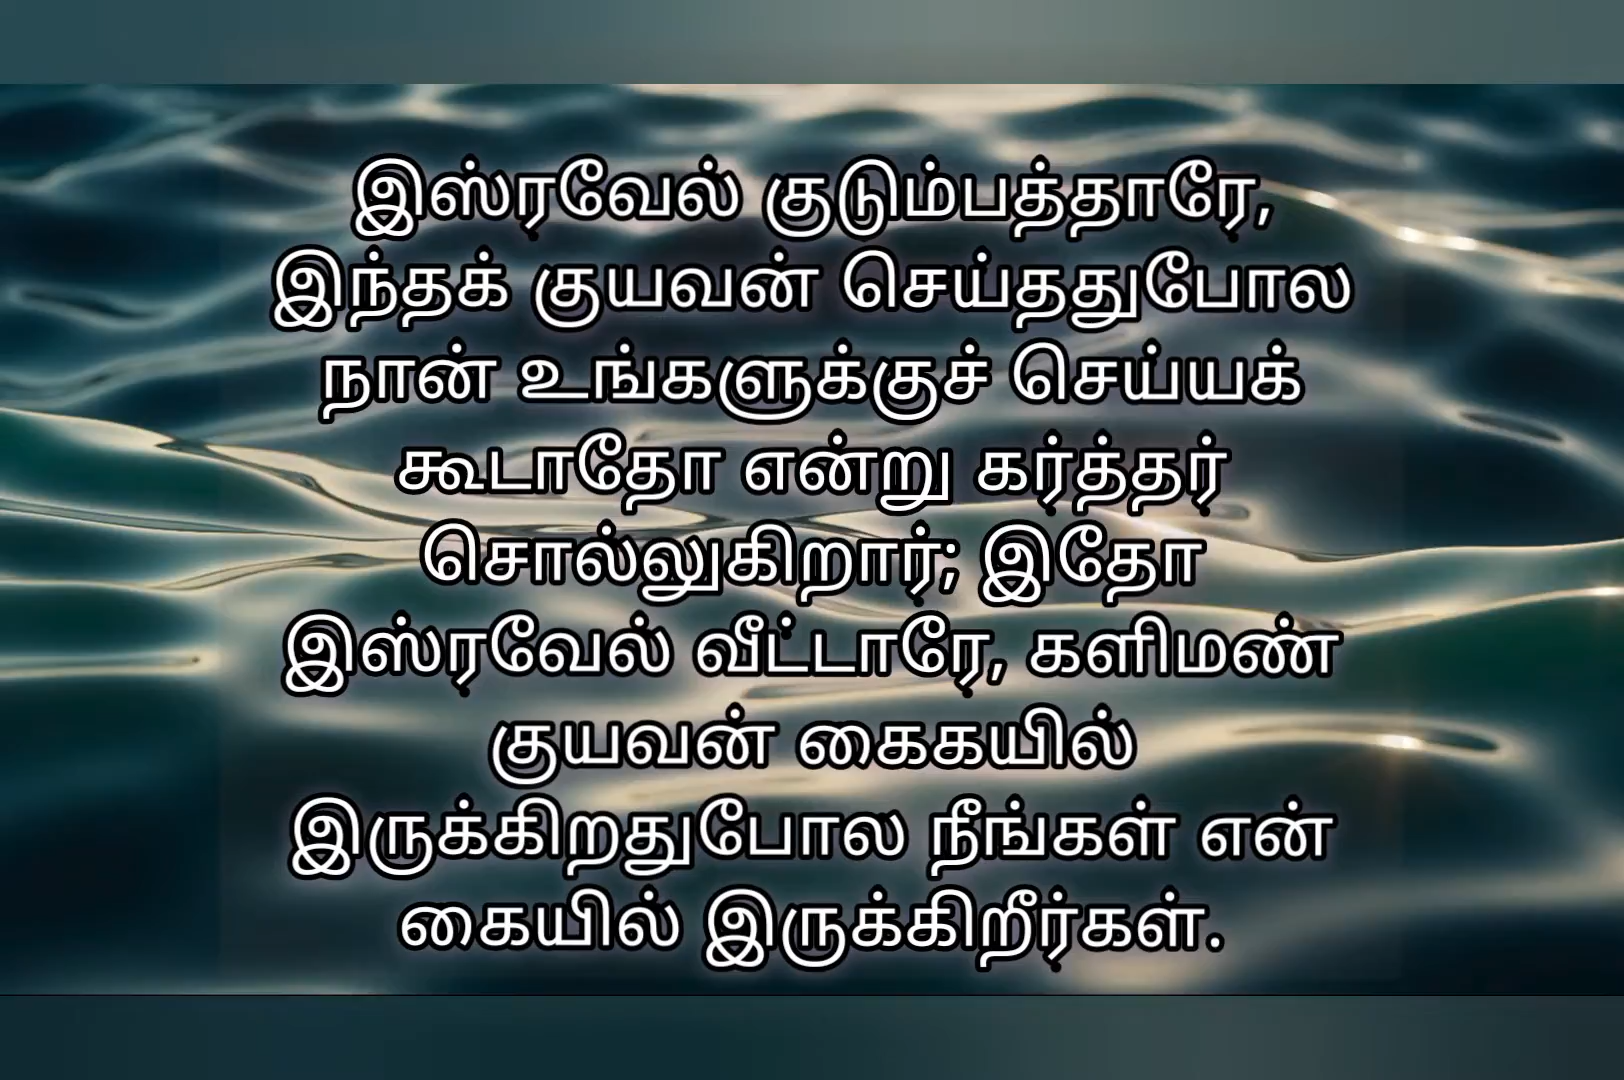 இஸ்ரவேல் குடும்பத்தாரே,
இந்தக் குயவன் செய்ததுபோல
நான் உங்களுக்குச் செய்யக்
கூடாதோ என்று கர்த்தர்
சொல்லுகிறார்; இதோ
இஸ்ரவேல் வீட்டாரே, களிமண்
குயவன் கைகயில்
இருக்கிறதுபோல நீங்கள் என்
கையில் இருக்கிறீர்கள்.